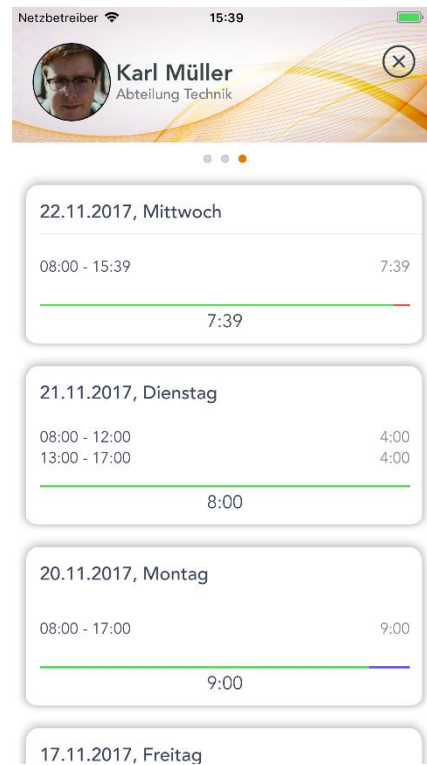 Netzbetreiber 15:39
Karl Müller
Abteilung Technik
22.11.2017, Mittwoch
08:00 - 15:39 7:39
7:39
21.11.2017, Dienstag
08:00 - 12:00 4:00
13:00 - 17:00 4:00
8:00
20.11.2017, Montag
08:00 - 17:00 9:00
9:00
17.11.2017, Freitag